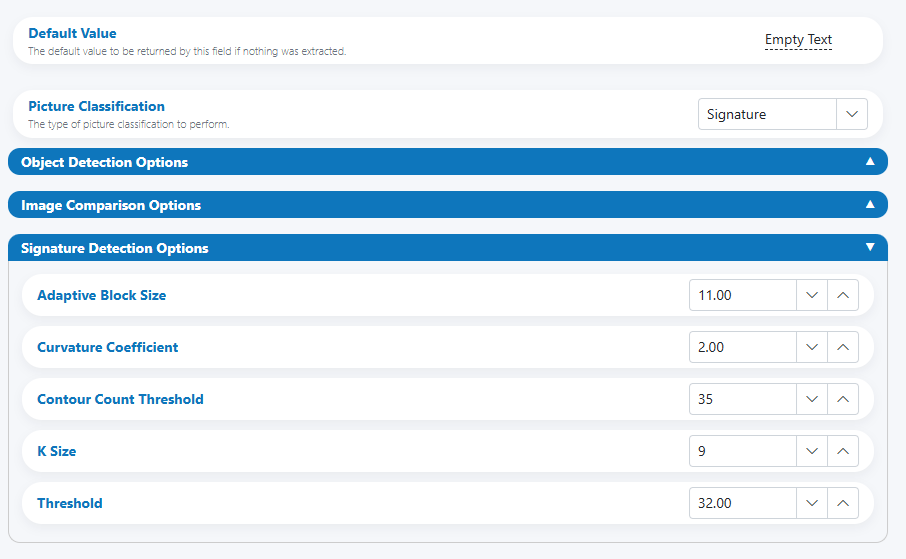 Default Value
The default value to be returned by this field if nothing was extracted.
Empty Text
Picture Classification
The type of picture classification to perform.
Signature
Object Detection Options
Image Comparison Options
Signature Detection Options
Adaptive Block Size
11.00
Curvature Coefficient
2.00
Contour Count Threshold
35
K Size
9
Threshold
32.00